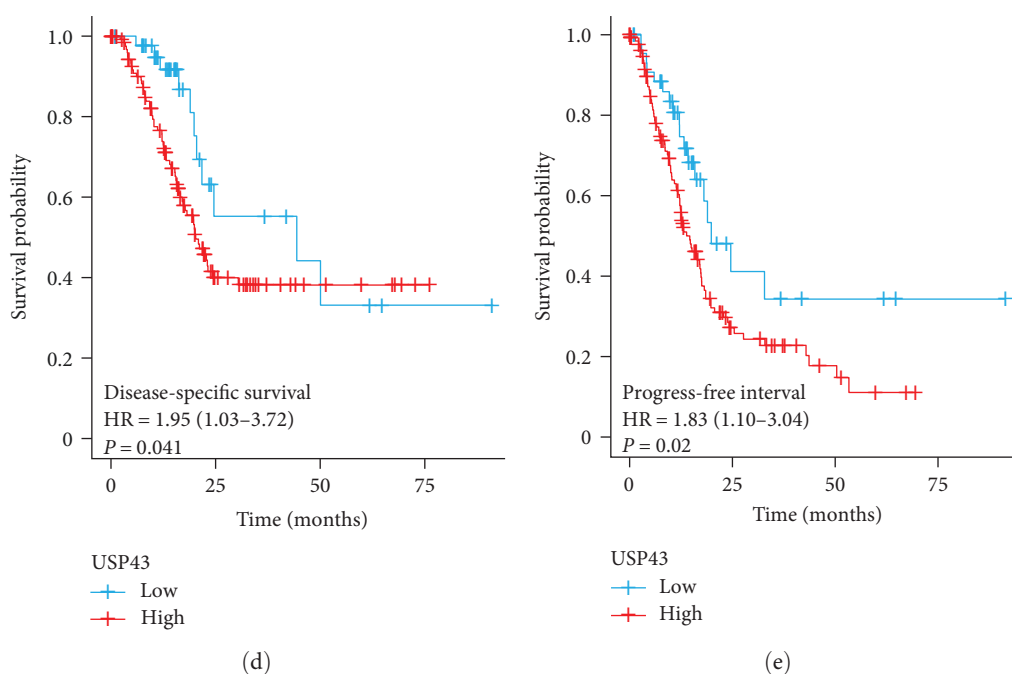 1.0
0.8
0.6
0.4
0.2
0
Survival probability
Disease-specific survival
HR = 1.95 (1.03–3.72)
P = 0.041
0 25 50 75
Time (months)
USP43
Low
High
(d)
1.0
0.8
0.6
0.4
0.2
0
Survival probability
Progress-free interval
HR = 1.83 (1.10–3.04)
P = 0.02
0 25 50 75
Time (months)
USP43
Low
High
(e)